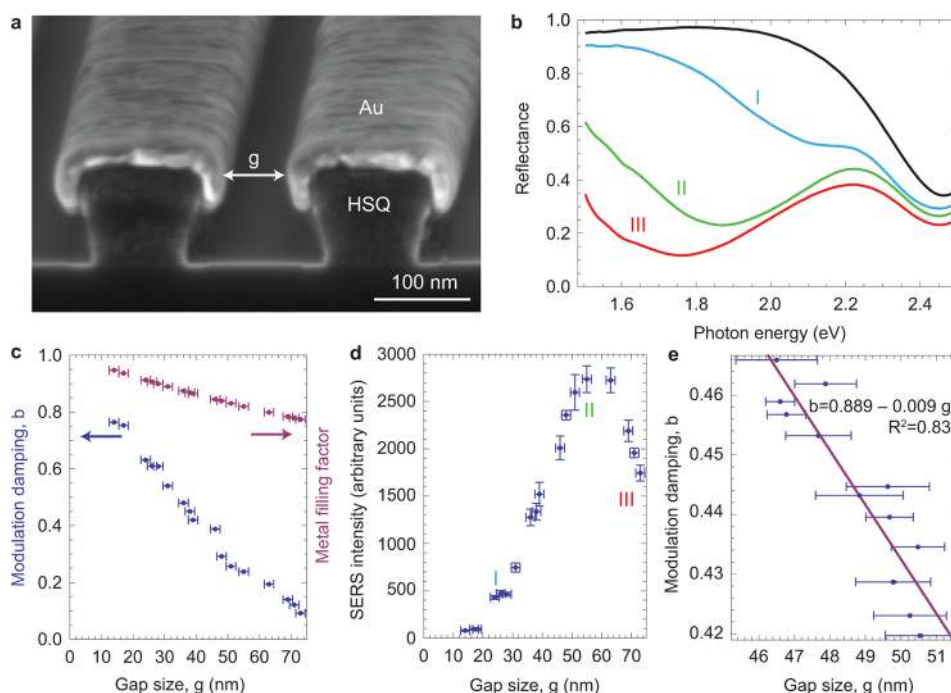 a
Au
g
HSQ
100 nm
b
Reflectance
1.0
0.8
0.6
0.4
0.2
0.0
I
II
III
1.6
1.8
2.0
2.2
2.4
Photon energy (eV)
c
Modulation damping, b
1.0
0.8
0.6
0.4
0.2
0.0
Metal filling factor
0 10 20 30 40 50 60 70
Gap size, g (nm)
d
SERS intensity (arbitrary units)
3000
2500
2000
1500
1000
500
0
I
II
III
0 10 20 30 40 50 60 70
Gap size, g (nm)
e
Modulation damping, b
0.46
0.45
0.44
0.43
0.42
b=0.889 – 0.009 g
R²=0.83
46 47 48 49 50 51
Gap size, g (nm)